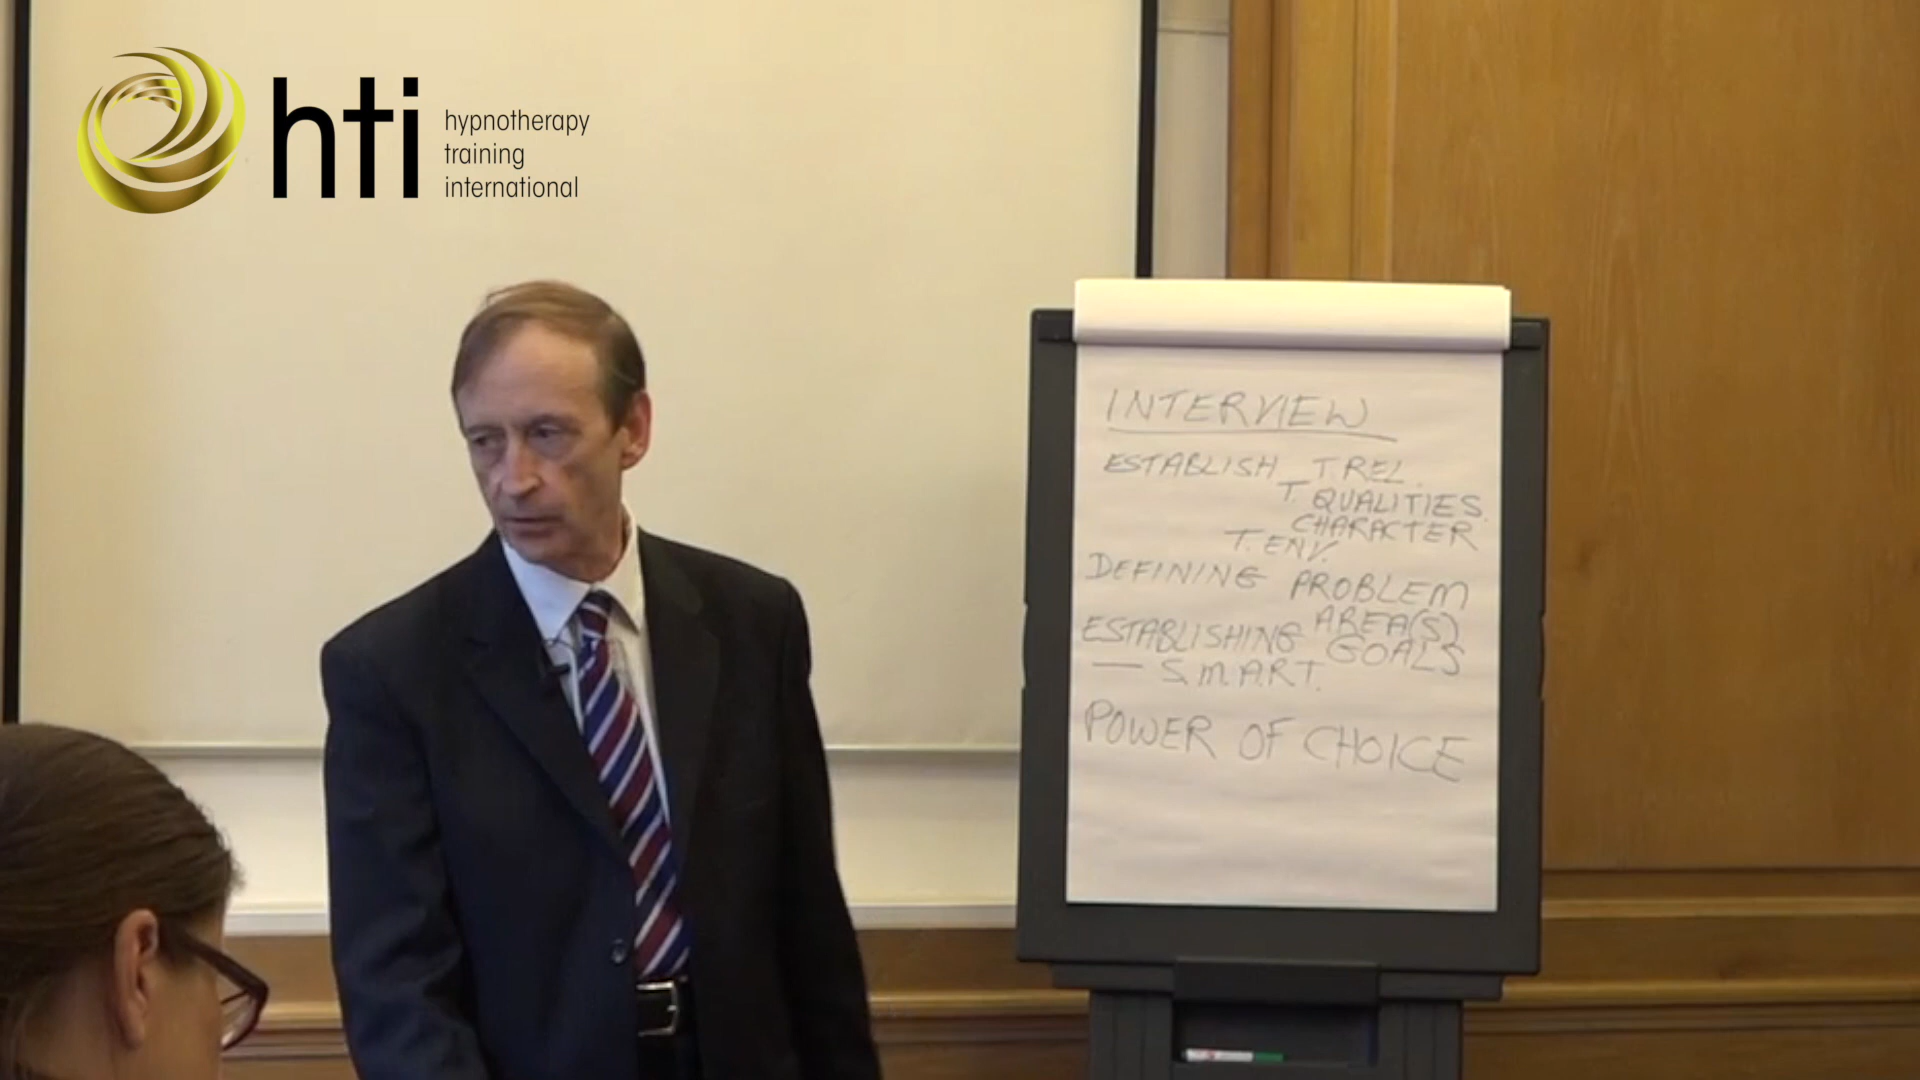 hti
hypnotherapy
training
international
INTERVIEW
ESTABLISH T.REL.
T. QUALITIES.
CHARACTER
T. ENV.
DEFINING PROBLEM
AREA(S)
ESTABLISHING GOALS
— S.M.A.R.T.
POWER OF CHOICE